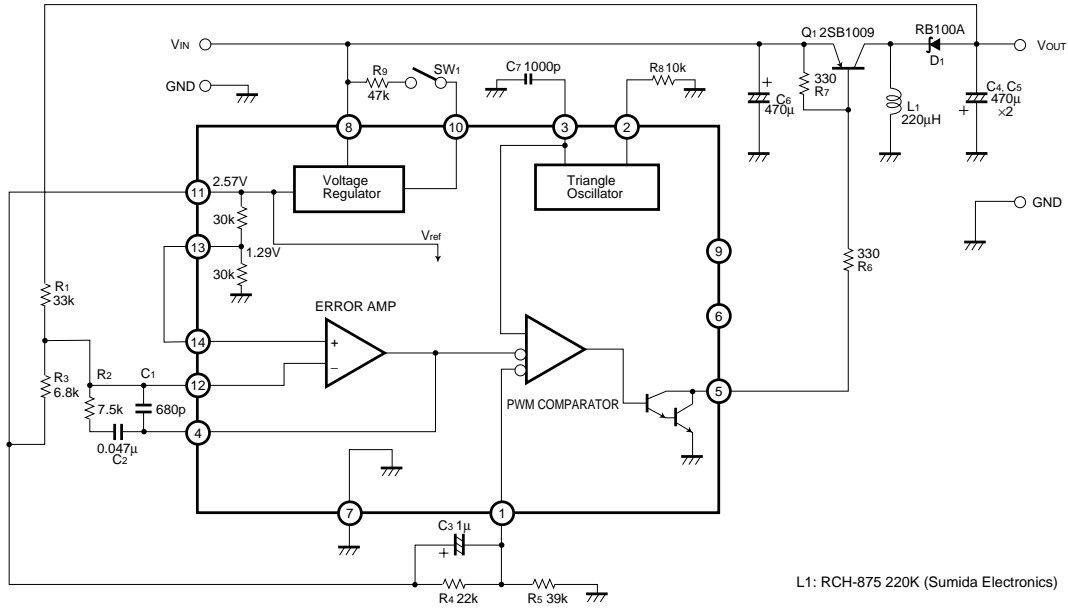 Q1 2SB1009
RB100A
VIN
VOUT
D1
R9
47k
SW1
C7 1000p
R8 10k
GND
330
R7
C6
470μ
L1
220μH
C4, C5
470μ
×2
8
10
3
2
Voltage
Regulator
Triangle
Oscillator
11
2.57V
30k
Vref
13
1.29V
30k
9
GND
330
R6
R1
33k
ERROR AMP
6
14
+
−
12
R3
6.8k
R2
7.5k
C1
680p
PWM COMPARATOR
5
4
0.047μ
C2
7
1
C3 1μ
R4 22k
R5 39k
L1: RCH-875 220K (Sumida Electronics)